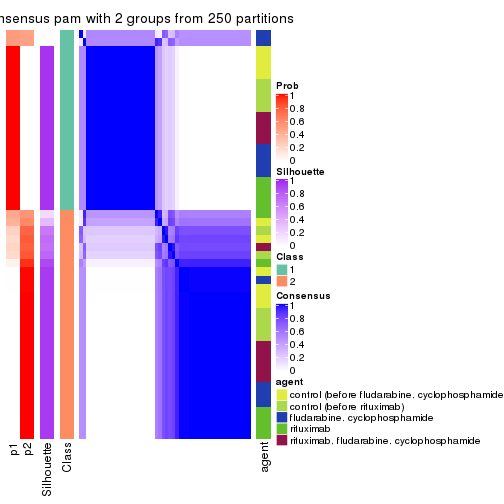 nsensus pam with 2 groups from 250 partitions
Prob
1
0.8
0.6
0.4
0.2
0
Silhouette
1
0.8
0.6
0.4
0.2
0
Class
1
2
Consensus
1
0.8
0.6
0.4
0.2
0
agent
control (before fludarabine. cyclophosphamide
control (before rituximab)
fludarabine. cyclophosphamide
rituximab
rituximab. fludarabine. cyclophosphamide
p1
p2
Silhouette
Class
agent